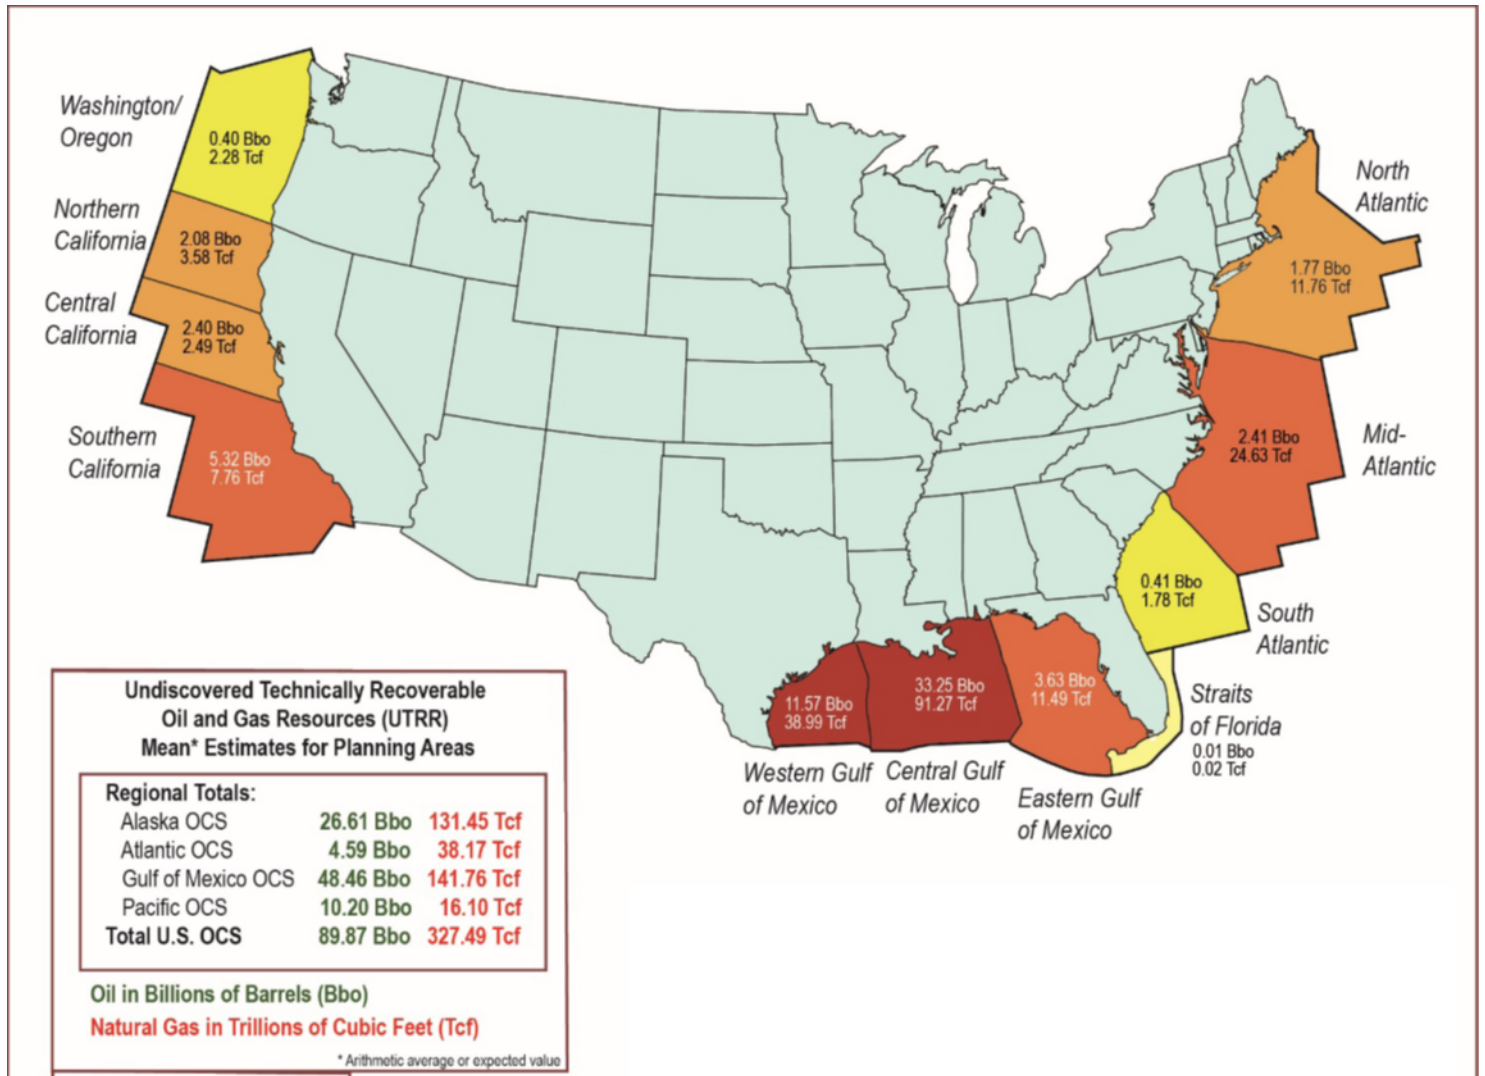 Washington/
Oregon
0.40 Bbo
2.28 Tcf
Northern
California
2.08 Bbo
3.58 Tcf
Central
California
2.40 Bbo
2.49 Tcf
Southern
California
5.32 Bbo
7.76 Tcf
North
Atlantic
1.77 Bbo
11.76 Tcf
Mid-
Atlantic
2.41 Bbo
24.63 Tcf
0.41 Bbo
1.78 Tcf
South
Atlantic
Straits
of Florida
0.01 Bbo
0.02 Tcf
11.57 Bbo
38.99 Tcf
Western Gulf
of Mexico
33.25 Bbo
91.27 Tcf
Central Gulf
of Mexico
3.63 Bbo
11.49 Tcf
Eastern Gulf
of Mexico
Undiscovered Technically Recoverable
Oil and Gas Resources (UTRR)
Mean* Estimates for Planning Areas
Regional Totals:
Alaska OCS 26.61 Bbo 131.45 Tcf
Atlantic OCS 4.59 Bbo 38.17 Tcf
Gulf of Mexico OCS 48.46 Bbo 141.76 Tcf
Pacific OCS 10.20 Bbo 16.10 Tcf
Total U.S. OCS 89.87 Bbo 327.49 Tcf
Oil in Billions of Barrels (Bbo)
Natural Gas in Trillions of Cubic Feet (Tcf)
* Arithmetic average or expected value